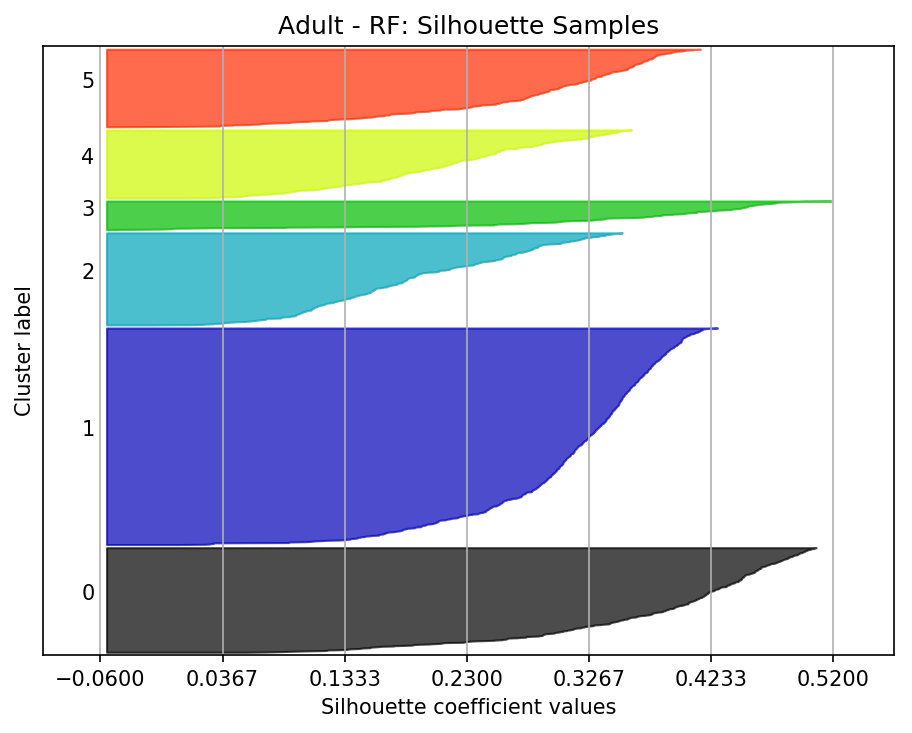 Adult - RF: Silhouette Samples
5
4
3
2
1
0
Cluster label
−0.0600 0.0367 0.1333 0.2300 0.3267 0.4233 0.5200
Silhouette coefficient values